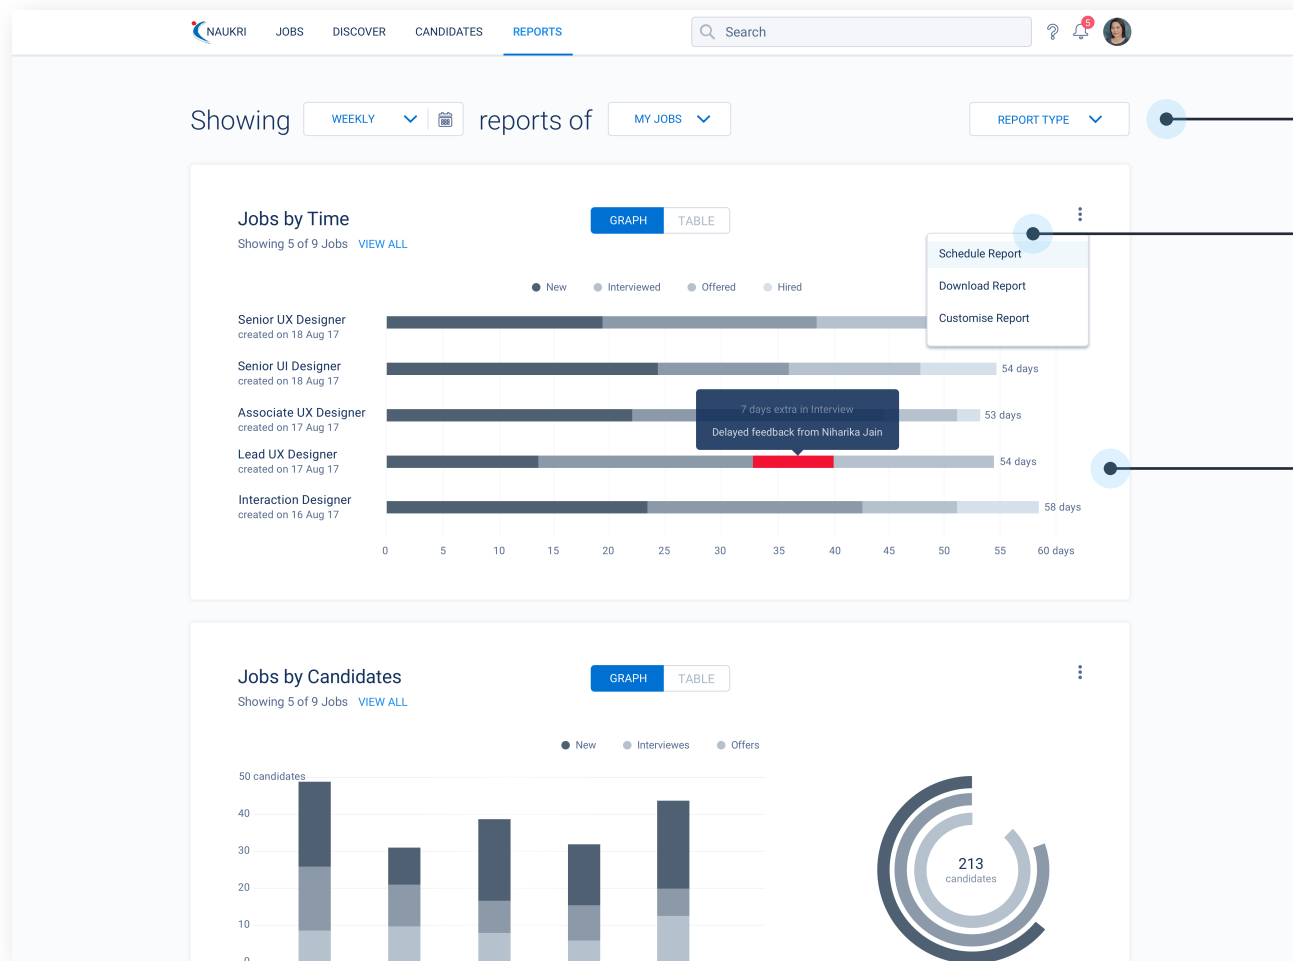 NAUKRI JOBS DISCOVER CANDIDATES REPORTS Search 5
Showing WEEKLY reports of MY JOBS REPORT TYPE
Jobs by Time GRAPH TABLE
Showing 5 of 9 Jobs VIEW ALL
Schedule Report
Download Report
Customise Report
New Interviewed Offered Hired
Senior UX Designer
created on 18 Aug 17
Senior UI Designer
created on 18 Aug 17
54 days
Associate UX Designer
created on 17 Aug 17
53 days
7 days extra in Interview
Delayed feedback from Niharika Jain
Lead UX Designer
created on 17 Aug 17
54 days
Interaction Designer
created on 16 Aug 17
58 days
0 5 10 15 20 25 30 35 40 45 50 55 60 days
Jobs by Candidates GRAPH TABLE
Showing 5 of 9 Jobs VIEW ALL
New Interviewes Offers
50 candidates
40
30
20
10
0
213
candidates